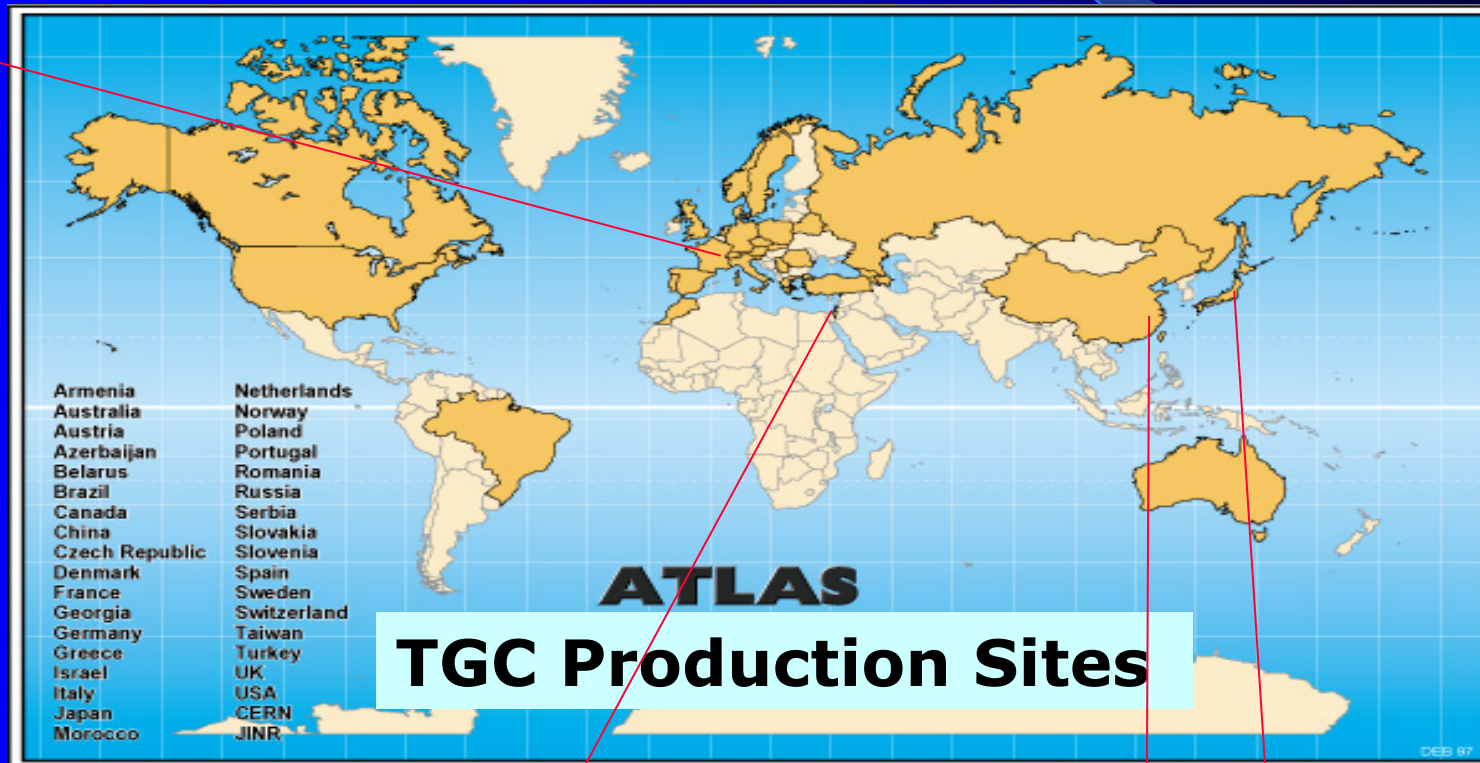 Armenia
Australia
Austria
Azerbaijan
Belarus
Brazil
Canada
China
Czech Republic
Denmark
France
Georgia
Germany
Greece
Israel
Italy
Japan
Morocco
Netherlands
Norway
Poland
Portugal
Romania
Russia
Serbia
Slovakia
Slovenia
Spain
Sweden
Switzerland
Taiwan
Turkey
UK
USA
CERN
JINR
ATLAS
TGC Production Sites
DEB 97